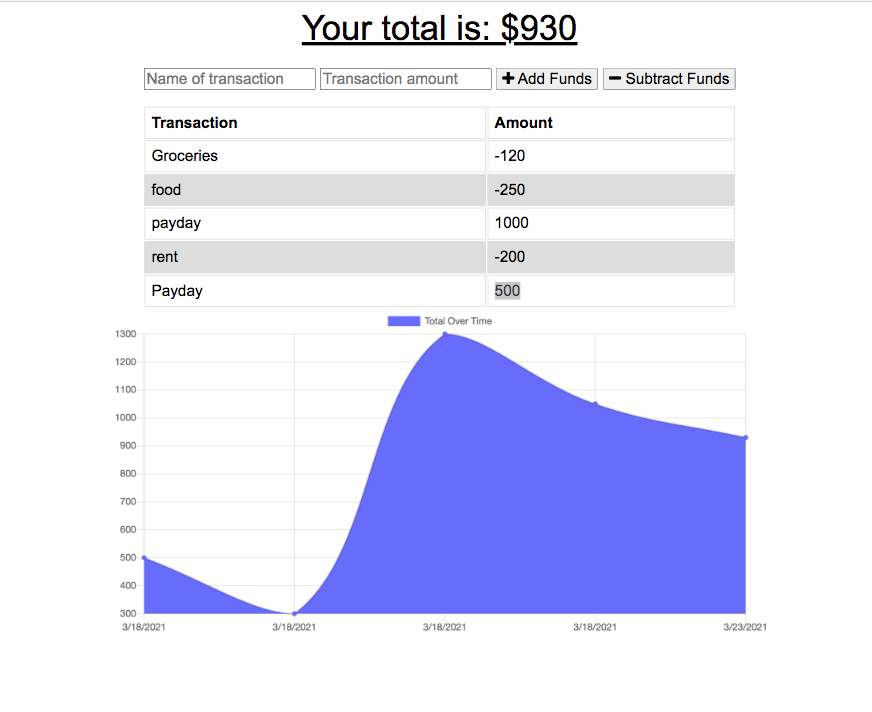 Your total is: $930
Name of transaction Transaction amount + Add Funds − Subtract Funds
Transaction Amount
Groceries -120
food -250
payday 1000
rent -200
Payday 500
Total Over Time
1300
1200
1100
1000
900
800
700
600
500
400
300
3/18/2021 3/18/2021 3/18/2021 3/18/2021 3/23/2021